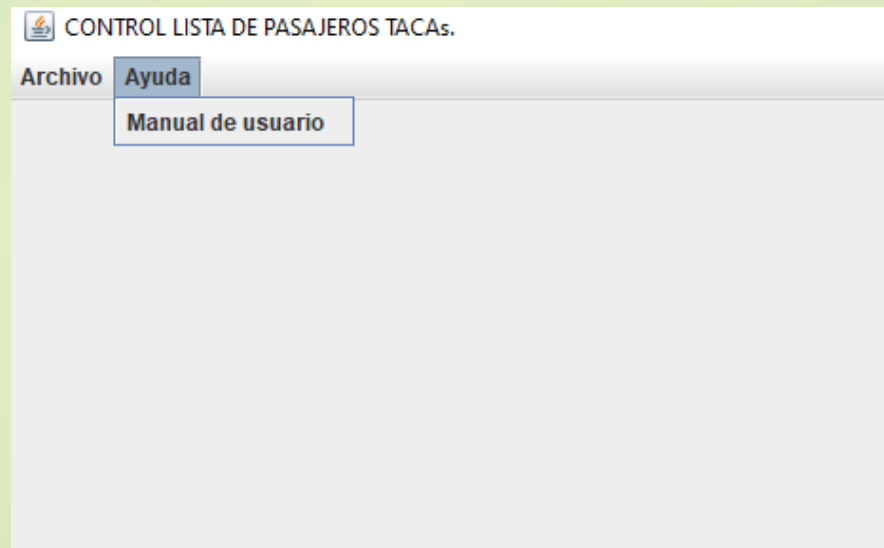 CONTROL LISTA DE PASAJEROS TACAs.
Archivo Ayuda
Manual de usuario